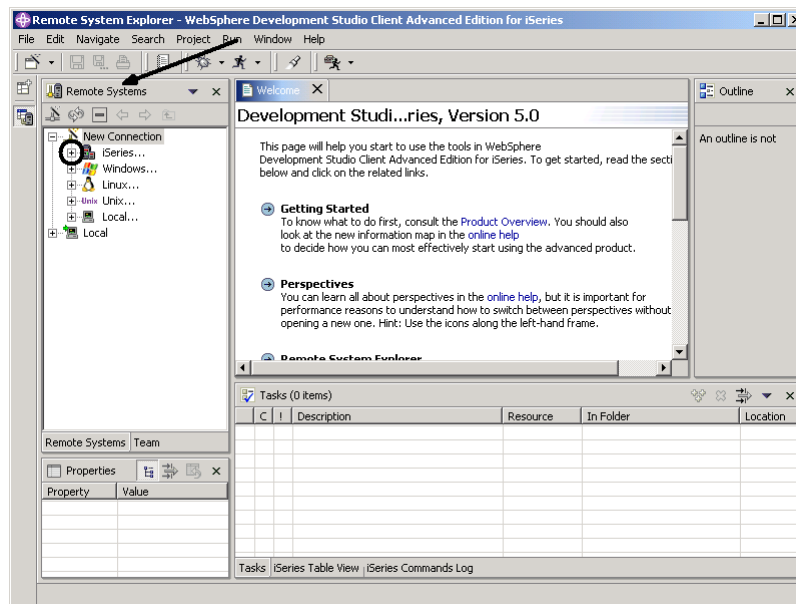 Remote System Explorer - WebSphere Development Studio Client Advanced Edition for iSeries
File Edit Navigate Search Project Run Window Help
Remote Systems
New Connection
iSeries...
Windows...
Linux...
Unix Unix...
Local...
Local
Remote Systems Team
Properties
Property Value
Welcome
Development Studi...ries, Version 5.0
This page will help you start to use the tools in WebSphere
Development Studio Client Advanced Edition for iSeries. To get started, read the secti
below and click on the related links.
Getting Started
To know what to do first, consult the Product Overview. You should also
look at the new information map in the online help
to decide how you can most effectively start using the advanced product.
Perspectives
You can learn all about perspectives in the online help, but it is important for
performance reasons to understand how to switch between perspectives without
opening a new one. Hint: Use the icons along the left-hand frame.
Remote System Explorer
Outline
An outline is not
Tasks (0 items)
C ! Description Resource In Folder Location
Tasks iSeries Table View iSeries Commands Log